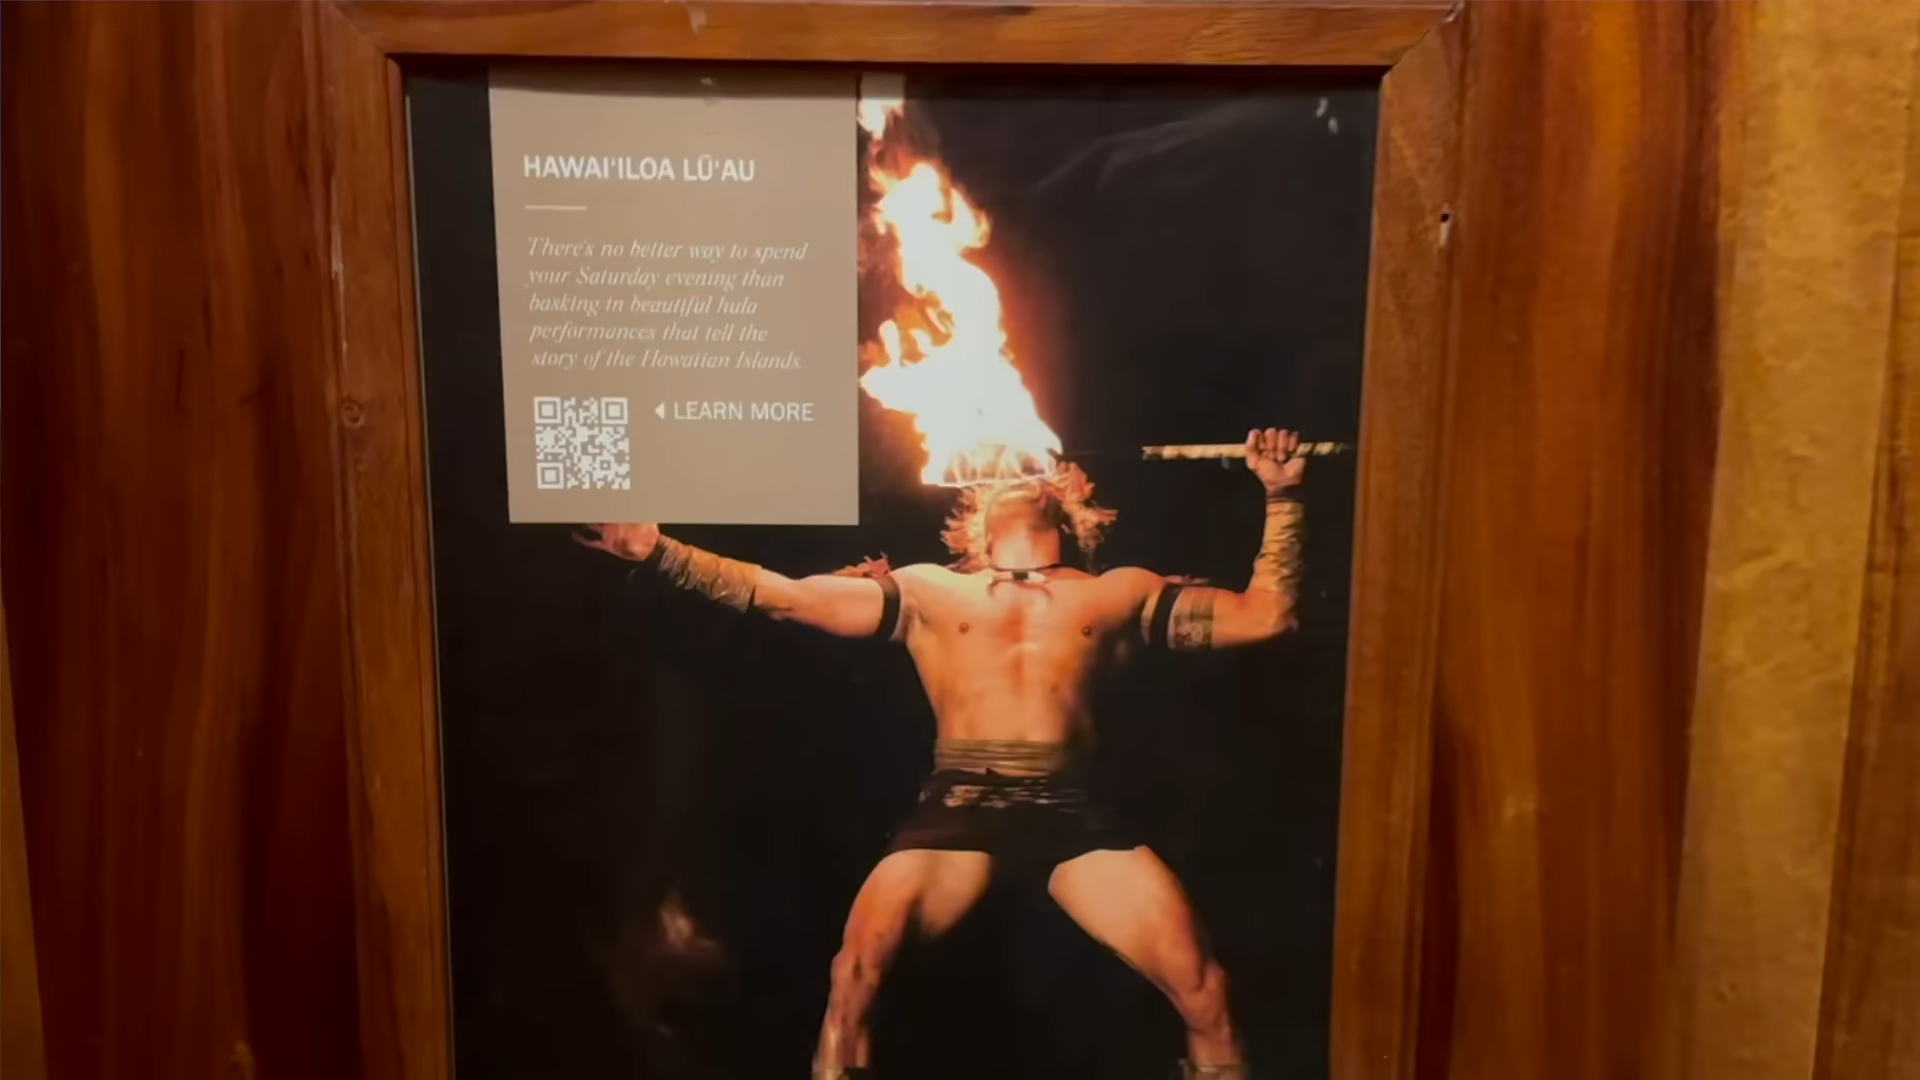 HAWAIʻILOA LŪʻAU
There's no better way to spend
your Saturday evening than
basking in beautiful hula
performances that tell the
story of the Hawaiian Islands.
LEARN MORE